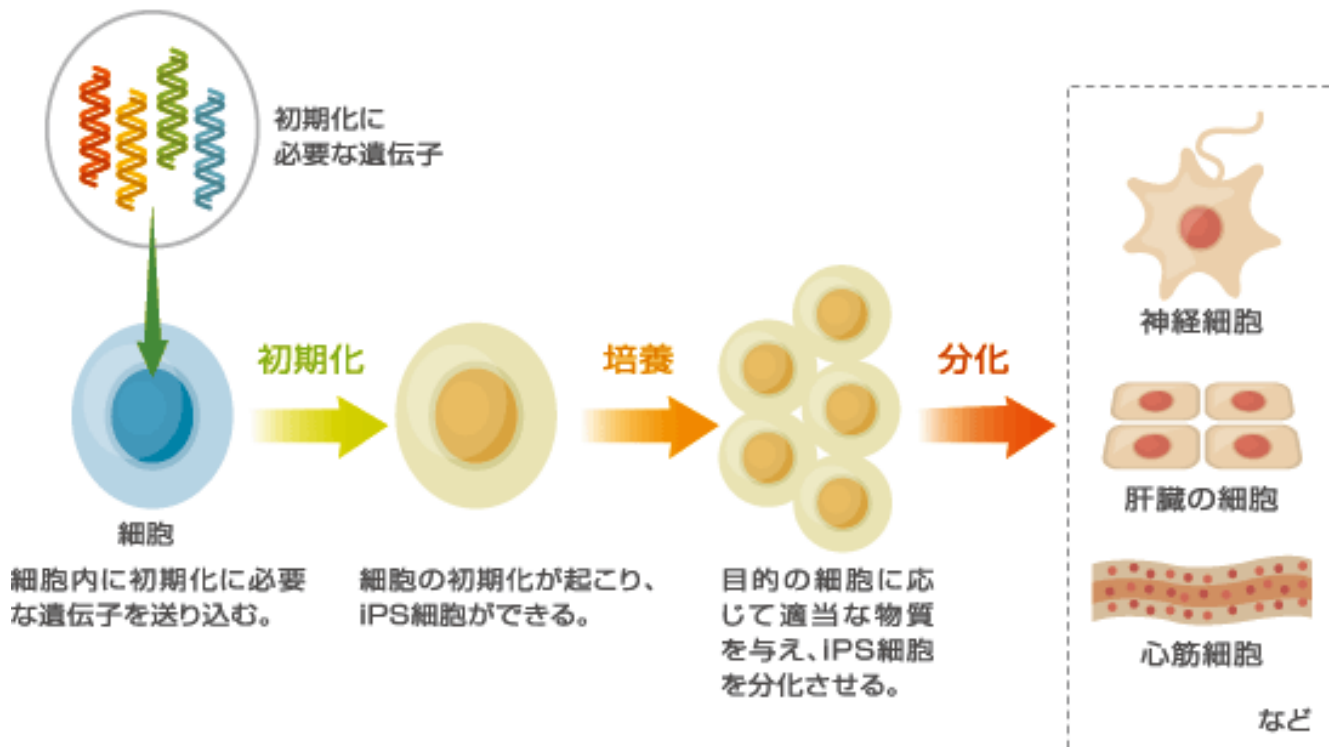 初期化に
必要な遺伝子
初期化
培養
分化
細胞
細胞内に初期化に必要
な遺伝子を送り込む。
細胞の初期化が起こり、
iPS細胞ができる。
目的の細胞に応
じて適当な物質
を与え、iPS細胞
を分化させる。
神経細胞
肝臓の細胞
心筋細胞
など